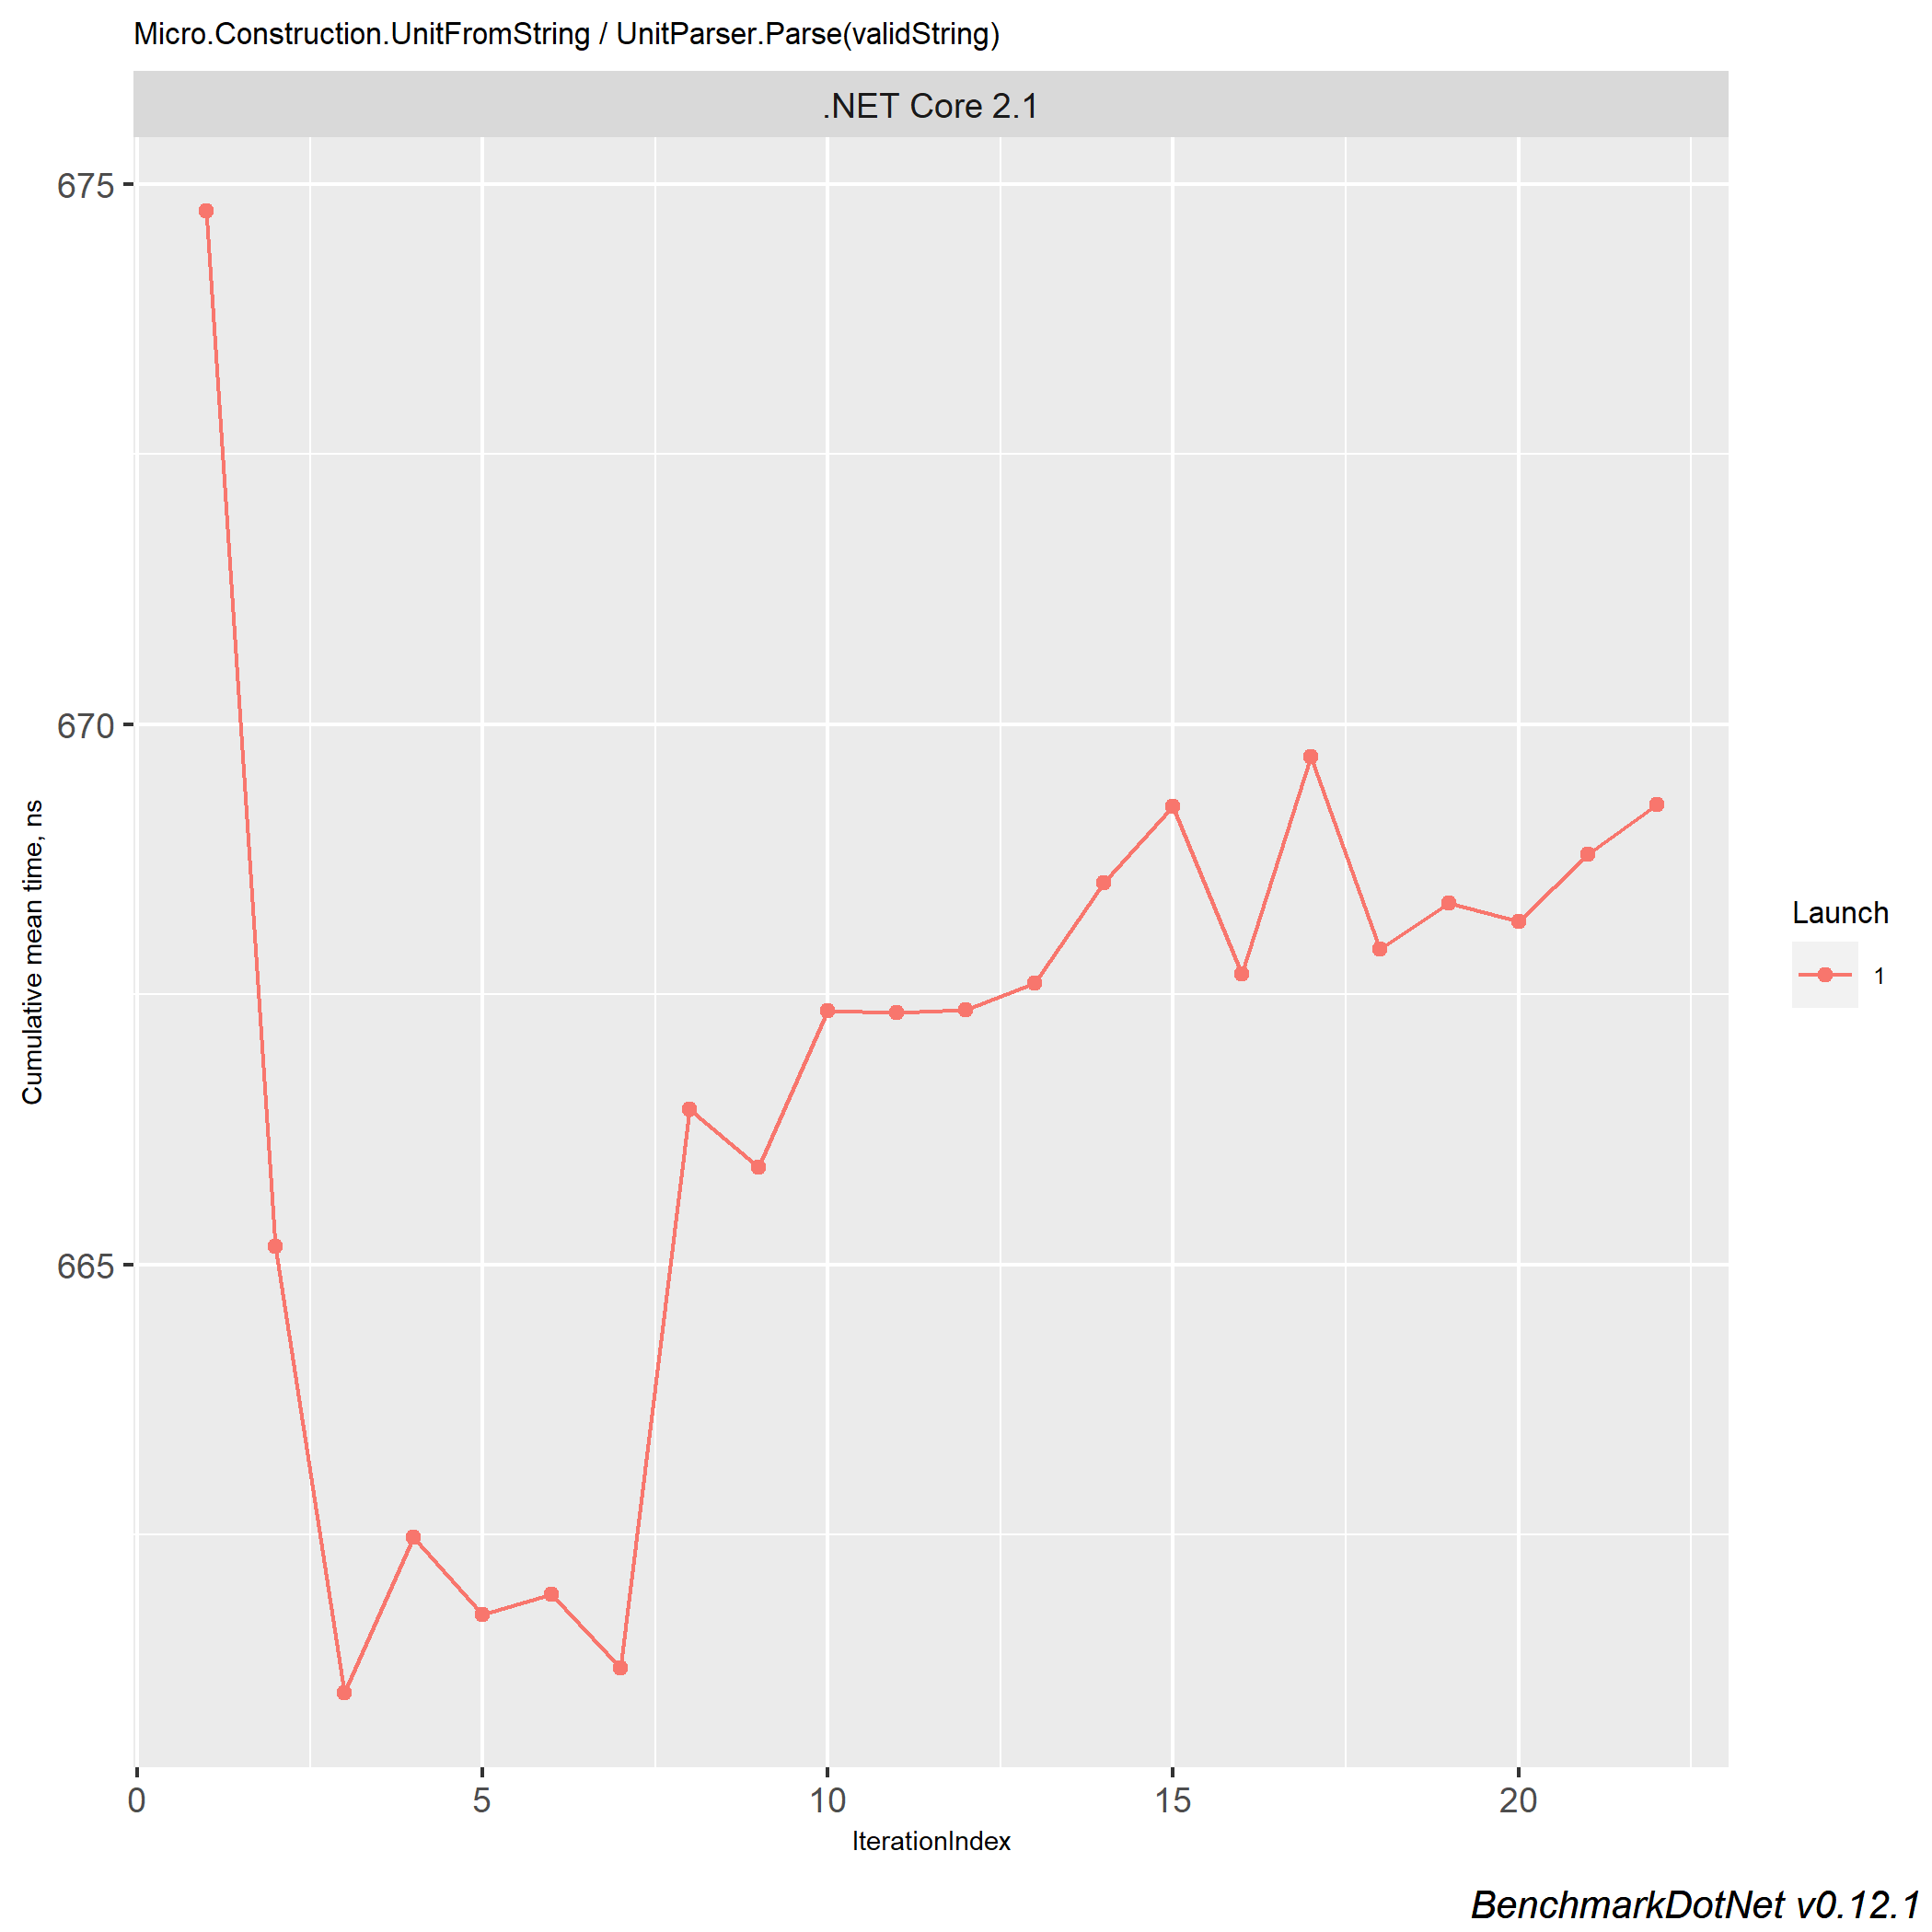 Micro.Construction.UnitFromString / UnitParser.Parse(validString)
.NET Core 2.1
675
670
665
Cumulative mean time, ns
0 5 10 15 20
IterationIndex
Launch
1
BenchmarkDotNet v0.12.1